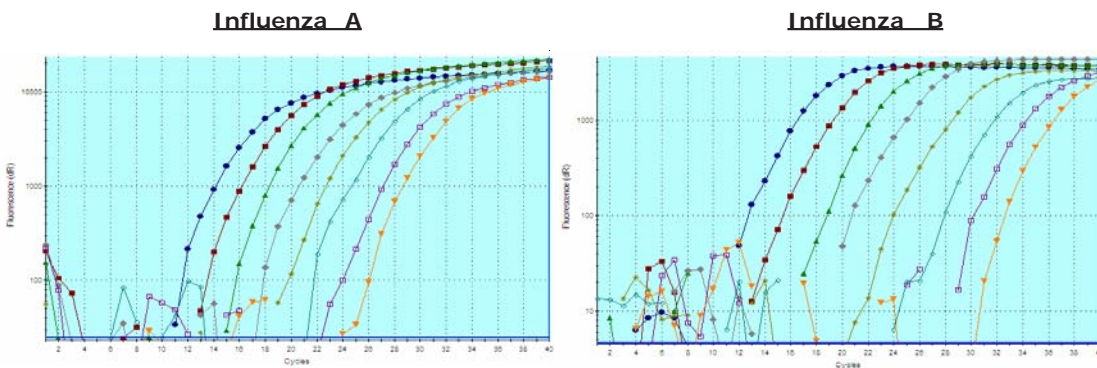 Influenza A
Influenza B
Fluorescence (dR)
10000
1000
100
2 4 6 8 10 12 14 16 18 20 22 24 26 28 30 32 34 36 38 40
Cycles
Fluorescence (dR)
1000
100
10
2 4 6 8 10 12 14 16 18 20 22 24 26 28 30 32 34 36 38 40
Cycles